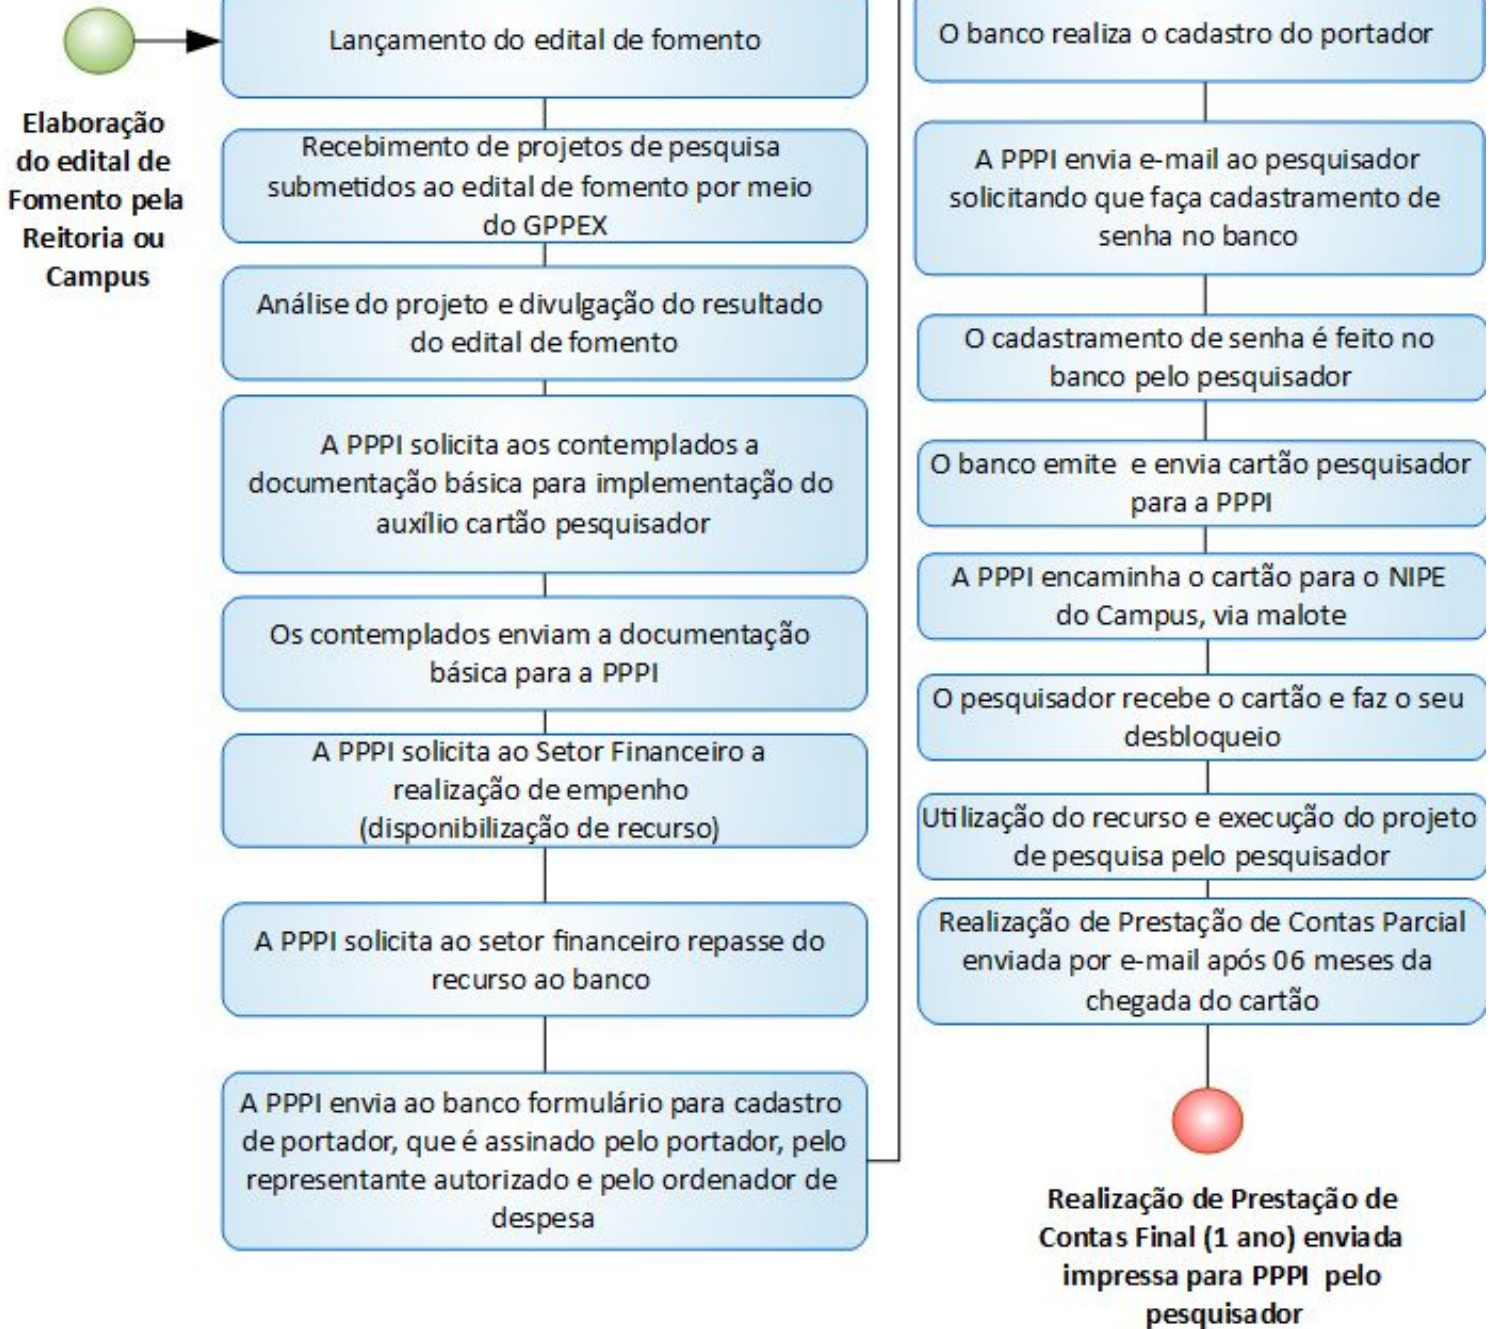 Elaboração
do edital de
Fomento pela
Reitoria ou
Campus
Lançamento do edital de fomento
Recebimento de projetos de pesquisa
submetidos ao edital de fomento por meio
do GPPEX
Análise do projeto e divulgação do resultado
do edital de fomento
A PPPI solicita aos contemplados a
documentação básica para implementação do
auxílio cartão pesquisador
Os contemplados enviam a documentação
básica para a PPPI
A PPPI solicita ao Setor Financeiro a
realização de empenho
(disponibilização de recurso)
A PPPI solicita ao setor financeiro repasse do
recurso ao banco
A PPPI envia ao banco formulário para cadastro
de portador, que é assinado pelo portador, pelo
representante autorizado e pelo ordenador de
despesa
O banco realiza o cadastro do portador
A PPPI envia e-mail ao pesquisador
solicitando que faça cadastramento de
senha no banco
O cadastramento de senha é feito no
banco pelo pesquisador
O banco emite e envia cartão pesquisador
para a PPPI
A PPPI encaminha o cartão para o NIPE
do Campus, via malote
O pesquisador recebe o cartão e faz o seu
desbloqueio
Utilização do recurso e execução do projeto
de pesquisa pelo pesquisador
Realização de Prestação de Contas Parcial
enviada por e-mail após 06 meses da
chegada do cartão
Realização de Prestação de
Contas Final (1 ano) enviada
impressa para PPPI pelo
pesquisador